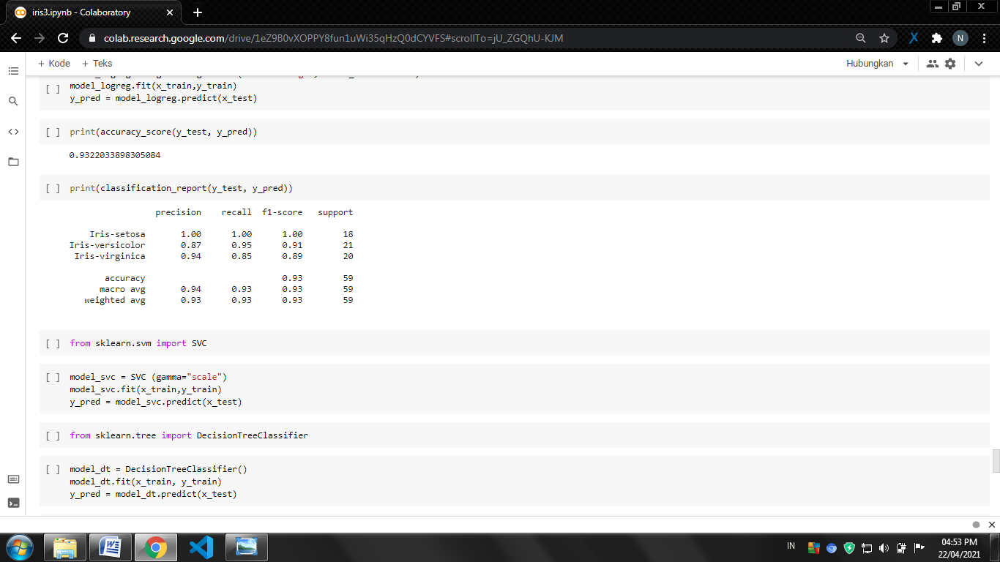 iris3.ipynb - Colaboratory
colab.research.google.com/drive/1eZ9B0vXOPPY8fun1uWi35qHzQ0dCYVFS#scrollTo=jU_ZGQhU-KJM
N
+ Kode + Teks
Hubungkan
[ ] model_logreg.fit(x_train,y_train)
y_pred = model_logreg.predict(x_test)
[ ] print(accuracy_score(y_test, y_pred))
0.9322033898305084
[ ] print(classification_report(y_test, y_pred))
precision recall f1-score support
Iris-setosa 1.00 1.00 1.00 18
Iris-versicolor 0.87 0.95 0.91 21
Iris-virginica 0.94 0.85 0.89 20
accuracy 0.93 59
macro avg 0.94 0.93 0.93 59
weighted avg 0.93 0.93 0.93 59
[ ] from sklearn.svm import SVC
[ ] model_svc = SVC (gamma="scale")
model_svc.fit(x_train,y_train)
y_pred = model_svc.predict(x_test)
[ ] from sklearn.tree import DecisionTreeClassifier
[ ] model_dt = DecisionTreeClassifier()
model_dt.fit(x_train, y_train)
y_pred = model_dt.predict(x_test)
IN
04:53 PM
22/04/2021